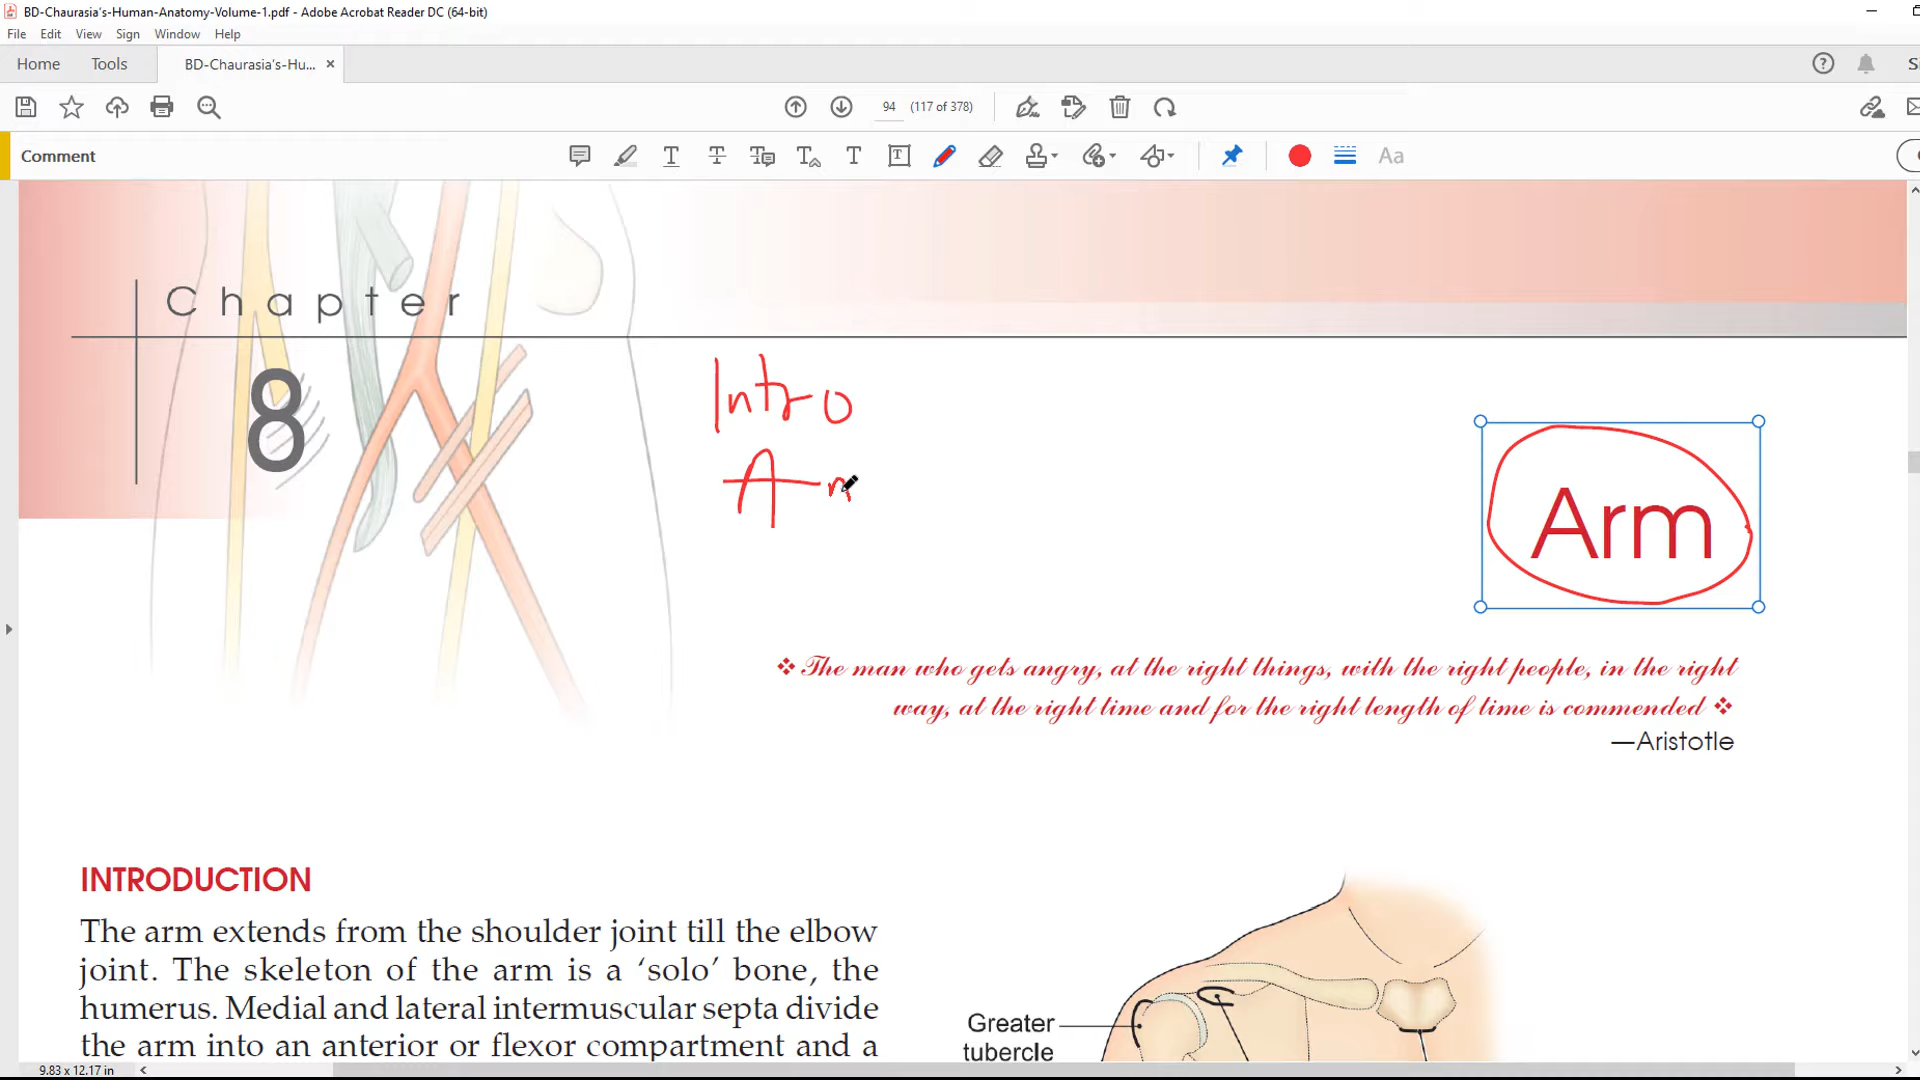 BD-Chaurasia's-Human-Anatomy-Volume-1.pdf - Adobe Acrobat Reader DC (64-bit)
File Edit View Sign Window Help
Home Tools BD-Chaurasia's-Hu... ×
94 (117 of 378)
Comment
Aa
Chapter
8
Intro
A
Arm
❖ The man who gets angry, at the right things, with the right people, in the right
way, at the right time and for the right length of time is commended ❖
—Aristotle
INTRODUCTION
The arm extends from the shoulder joint till the elbow
joint. The skeleton of the arm is a 'solo' bone, the
humerus. Medial and lateral intermuscular septa divide
the arm into an anterior or flexor compartment and a
Greater
tubercle
9.83 x 12.17 in